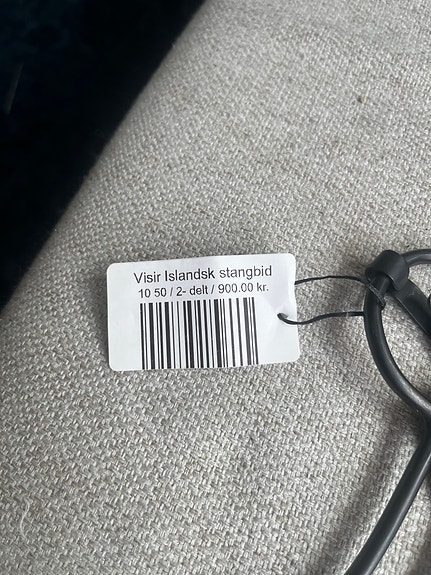 Visir Islandsk stangbid
10 50 / 2- delt / 900.00 kr.